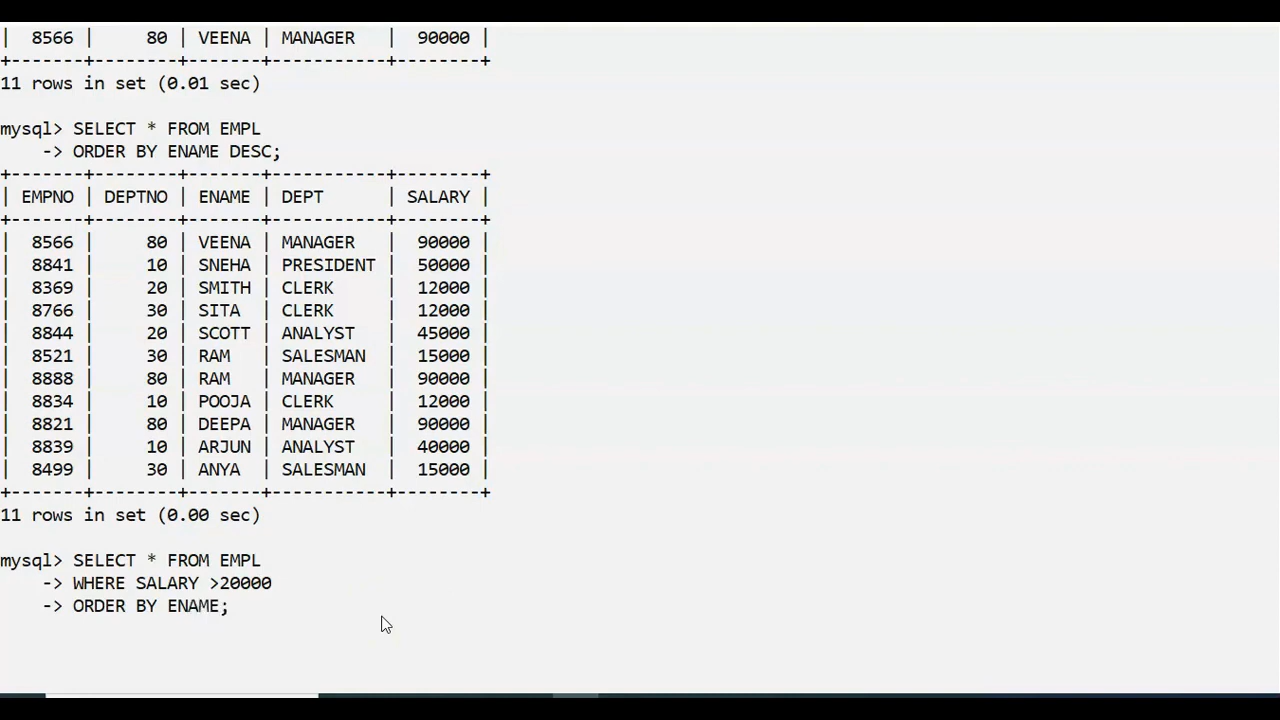 |  8566 |     80 | VEENA | MANAGER   |  90000 |
+-------+--------+-------+-----------+--------+
11 rows in set (0.01 sec)
mysql> SELECT * FROM EMPL
    -> ORDER BY ENAME DESC;
+-------+--------+-------+-----------+--------+
| EMPNO | DEPTNO | ENAME | DEPT      | SALARY |
+-------+--------+-------+-----------+--------+
|  8566 |     80 | VEENA | MANAGER   |  90000 |
|  8841 |     10 | SNEHA | PRESIDENT |  50000 |
|  8369 |     20 | SMITH | CLERK     |  12000 |
|  8766 |     30 | SITA  | CLERK     |  12000 |
|  8844 |     20 | SCOTT | ANALYST   |  45000 |
|  8521 |     30 | RAM   | SALESMAN  |  15000 |
|  8888 |     80 | RAM   | MANAGER   |  90000 |
|  8834 |     10 | POOJA | CLERK     |  12000 |
|  8821 |     80 | DEEPA | MANAGER   |  90000 |
|  8839 |     10 | ARJUN | ANALYST   |  40000 |
|  8499 |     30 | ANYA  | SALESMAN  |  15000 |
+-------+--------+-------+-----------+--------+
11 rows in set (0.00 sec)
mysql> SELECT * FROM EMPL
    -> WHERE SALARY >20000
    -> ORDER BY ENAME;